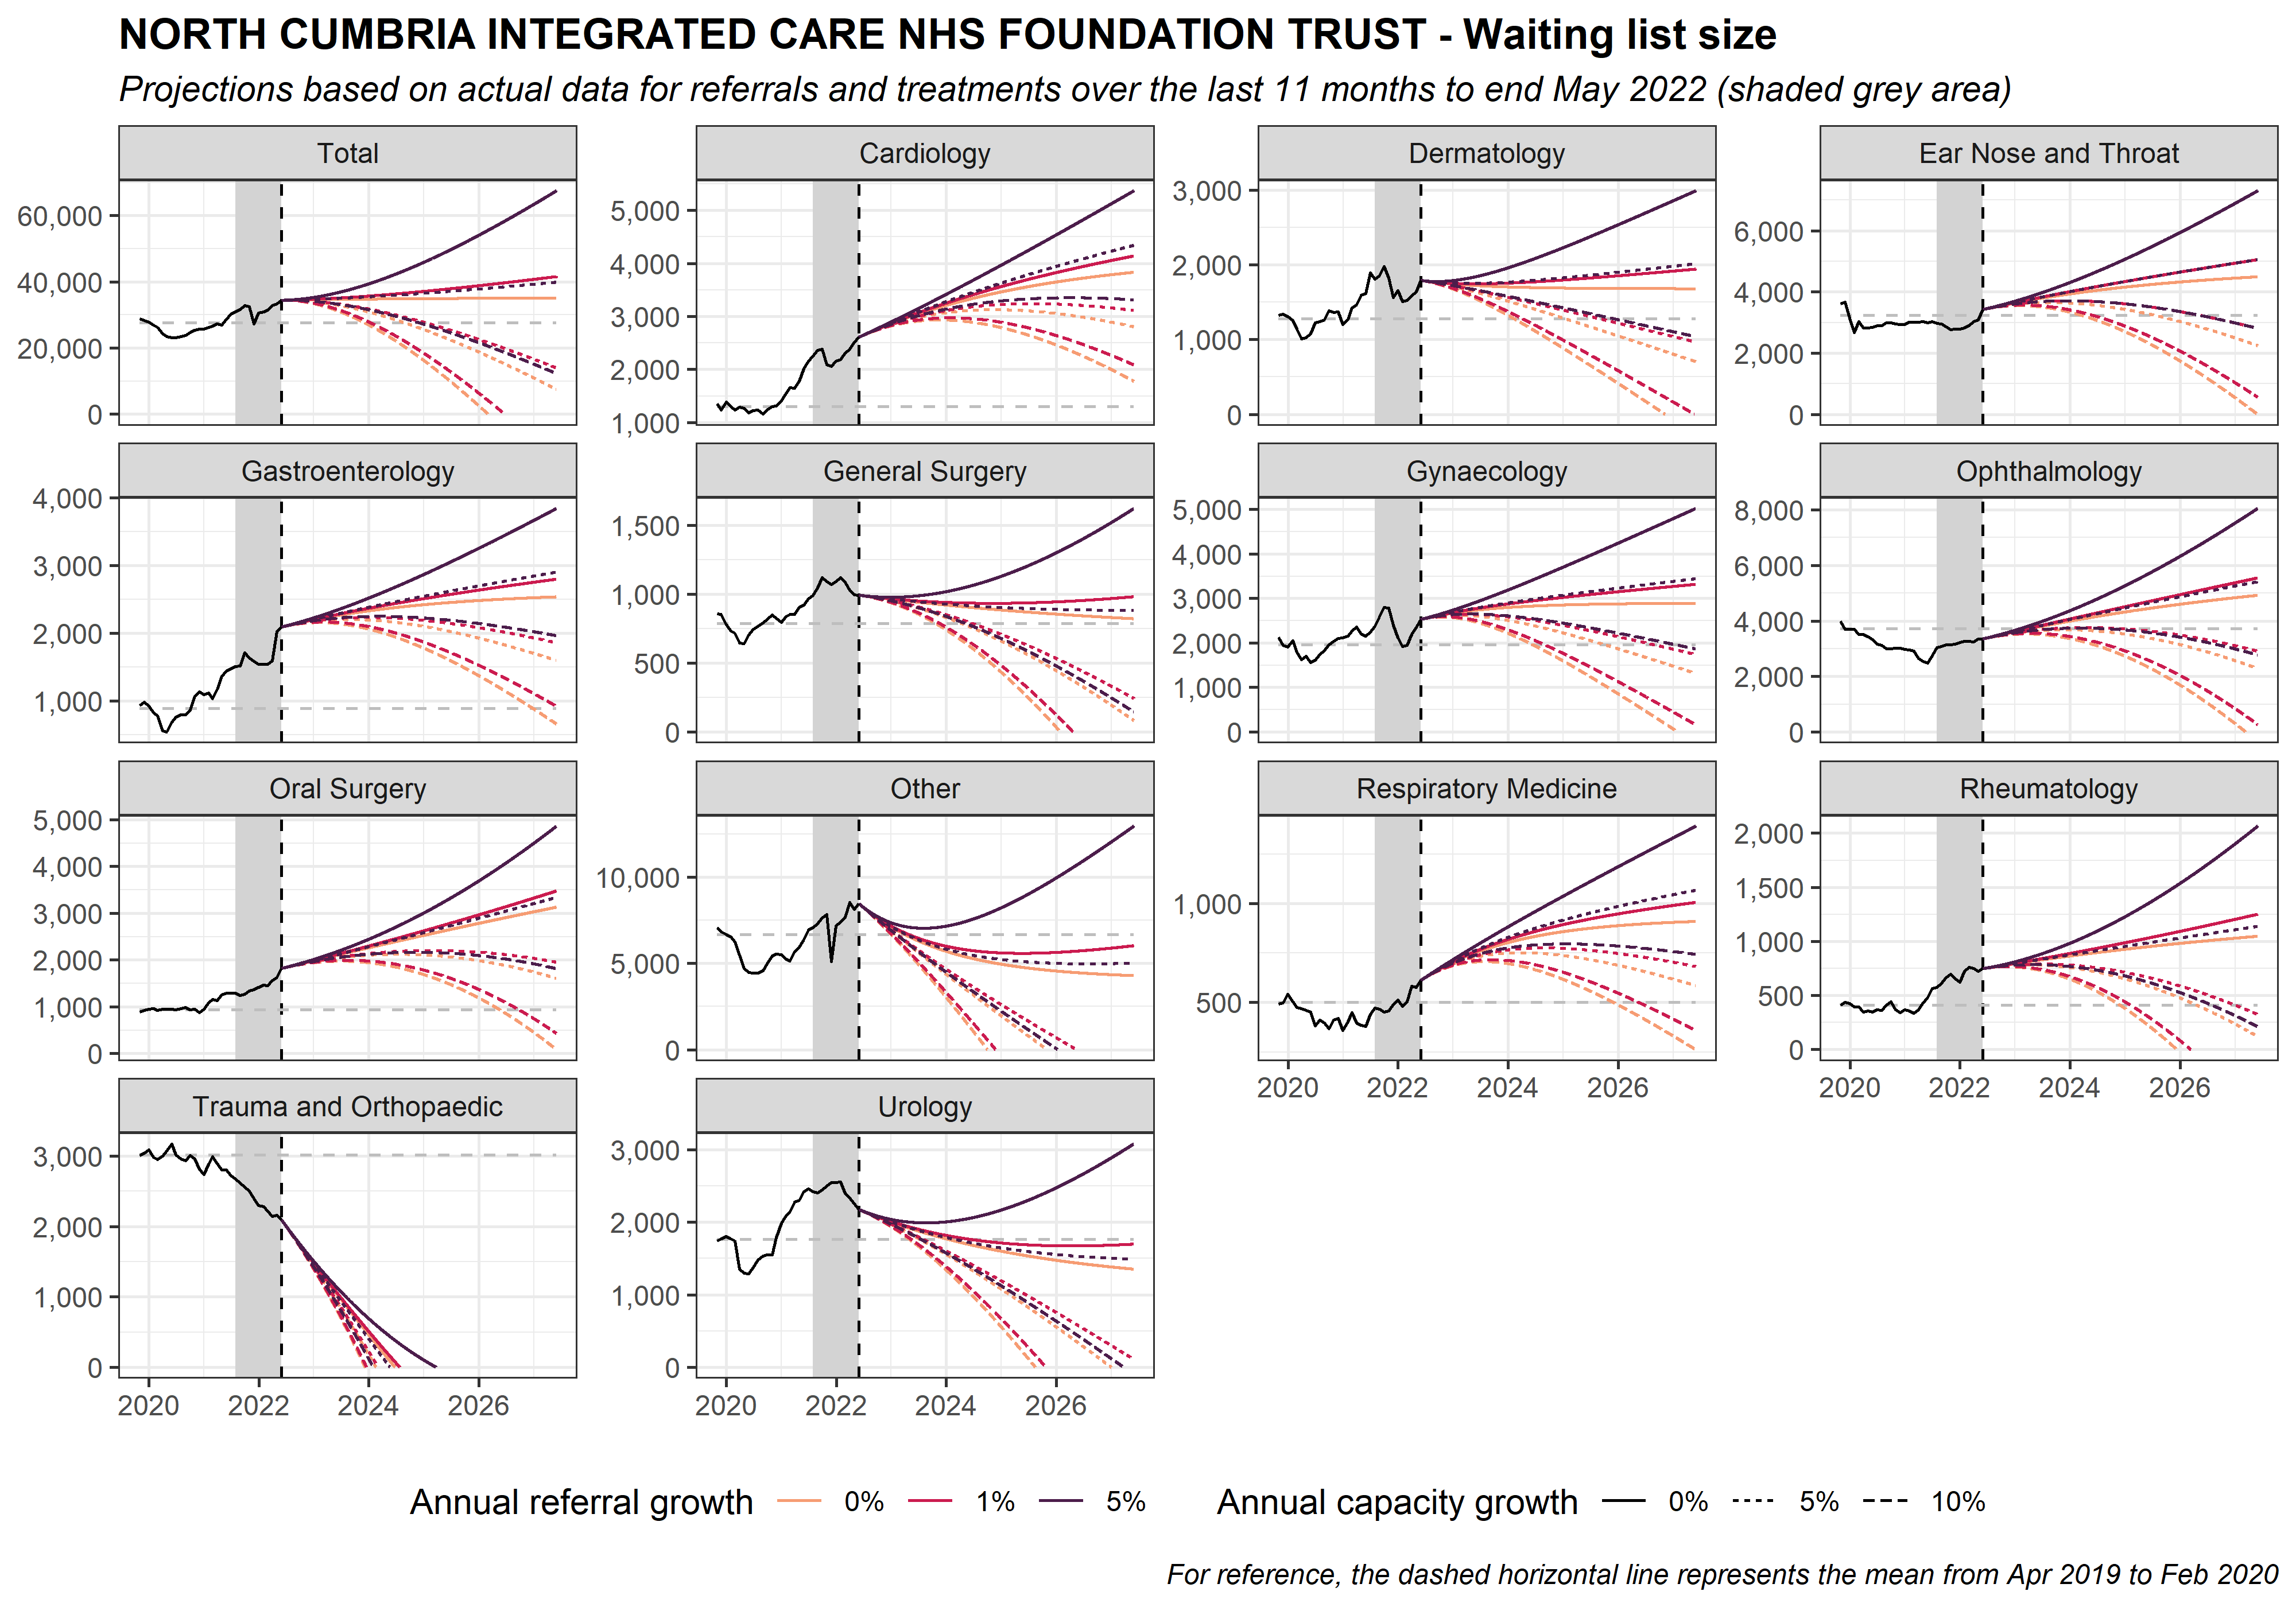 NORTH CUMBRIA INTEGRATED CARE NHS FOUNDATION TRUST - Waiting list size
Projections based on actual data for referrals and treatments over the last 11 months to end May 2022 (shaded grey area)
Total
Cardiology
Dermatology
Ear Nose and Throat
60,000
40,000
20,000
0
5,000
4,000
3,000
2,000
1,000
3,000
2,000
1,000
0
6,000
4,000
2,000
0
Gastroenterology
General Surgery
Gynaecology
Ophthalmology
4,000
3,000
2,000
1,000
1,500
1,000
500
0
5,000
4,000
3,000
2,000
1,000
0
8,000
6,000
4,000
2,000
0
Oral Surgery
Other
Respiratory Medicine
Rheumatology
5,000
4,000
3,000
2,000
1,000
0
10,000
5,000
0
1,000
500
2020 2022 2024 2026
2,000
1,500
1,000
500
0
2020 2022 2024 2026
Trauma and Orthopaedic
Urology
3,000
2,000
1,000
0
2020 2022 2024 2026
3,000
2,000
1,000
0
2020 2022 2024 2026
Annual referral growth 0% 1% 5%
Annual capacity growth 0% 5% 10%
For reference, the dashed horizontal line represents the mean from Apr 2019 to Feb 2020